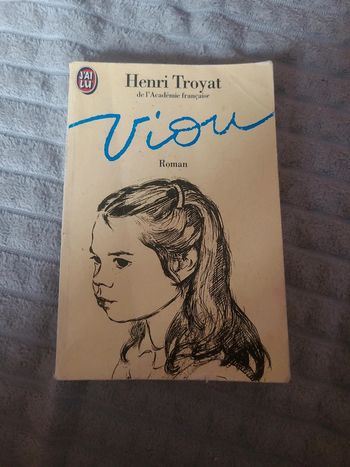 J'AI
LU
Henri Troyat
de l'Académie française
Viou
Roman